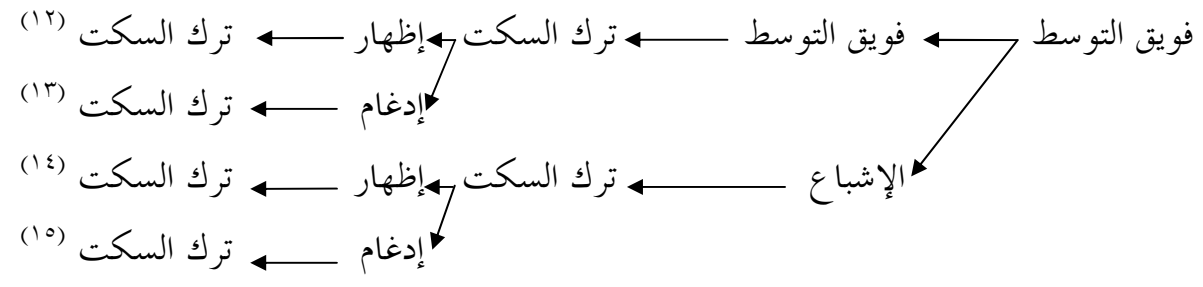 فويق التوسط فويق التوسط ترك السكت إظهار ترك السكت (١٢)
إدغام ترك السكت (١٣)
الإشباع ترك السكت إظهار ترك السكت (١٤)
إدغام ترك السكت (١٥)